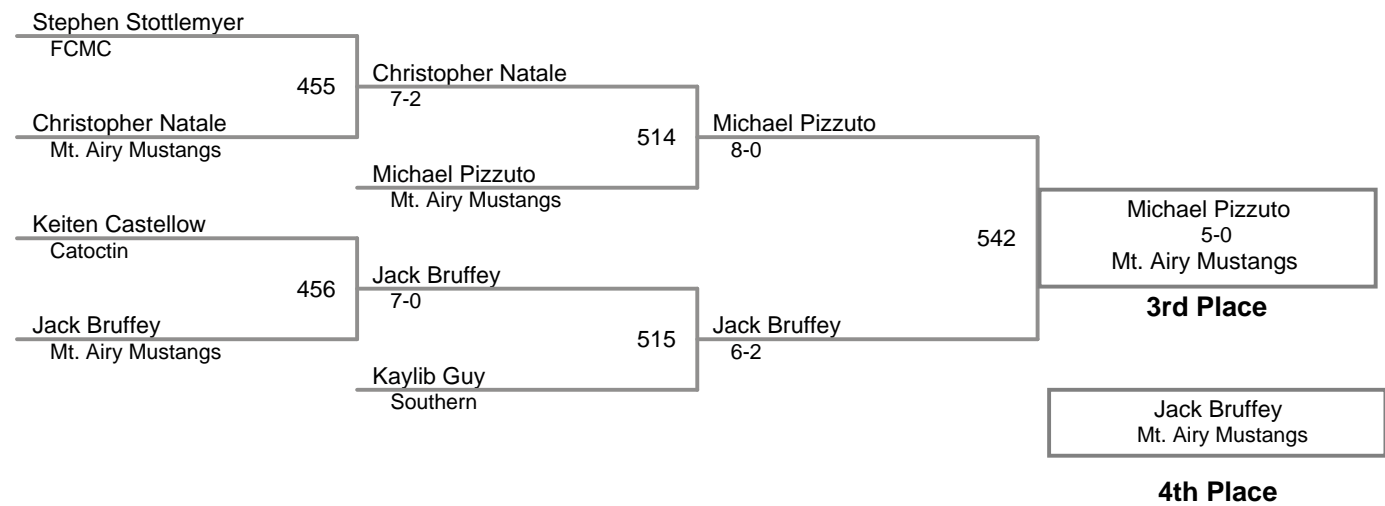 Stephen Stottlemyer
FCMC
455
Christopher Natale
7-2
Christopher Natale
Mt. Airy Mustangs
514
Michael Pizzuto
8-0
Michael Pizzuto
Mt. Airy Mustangs
Keiten Castellow
Catoctin
542
Michael Pizzuto
5-0
Mt. Airy Mustangs
3rd Place
456
Jack Bruffey
7-0
Jack Bruffey
Mt. Airy Mustangs
515
Jack Bruffey
6-2
Kaylib Guy
Southern
Jack Bruffey
Mt. Airy Mustangs
4th Place